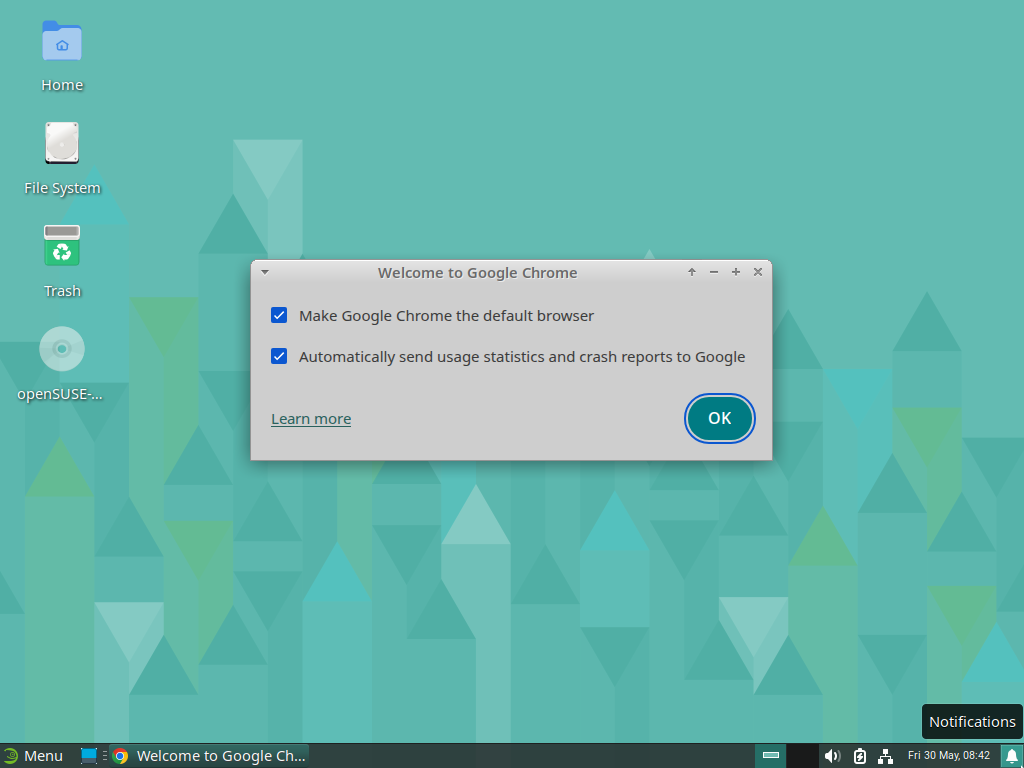 Home
File System
Trash
openSUSE-...
Welcome to Google Chrome
Make Google Chrome the default browser
Automatically send usage statistics and crash reports to Google
Learn more
OK
Notifications
Menu
Welcome to Google Ch...
Fri 30 May, 08:42